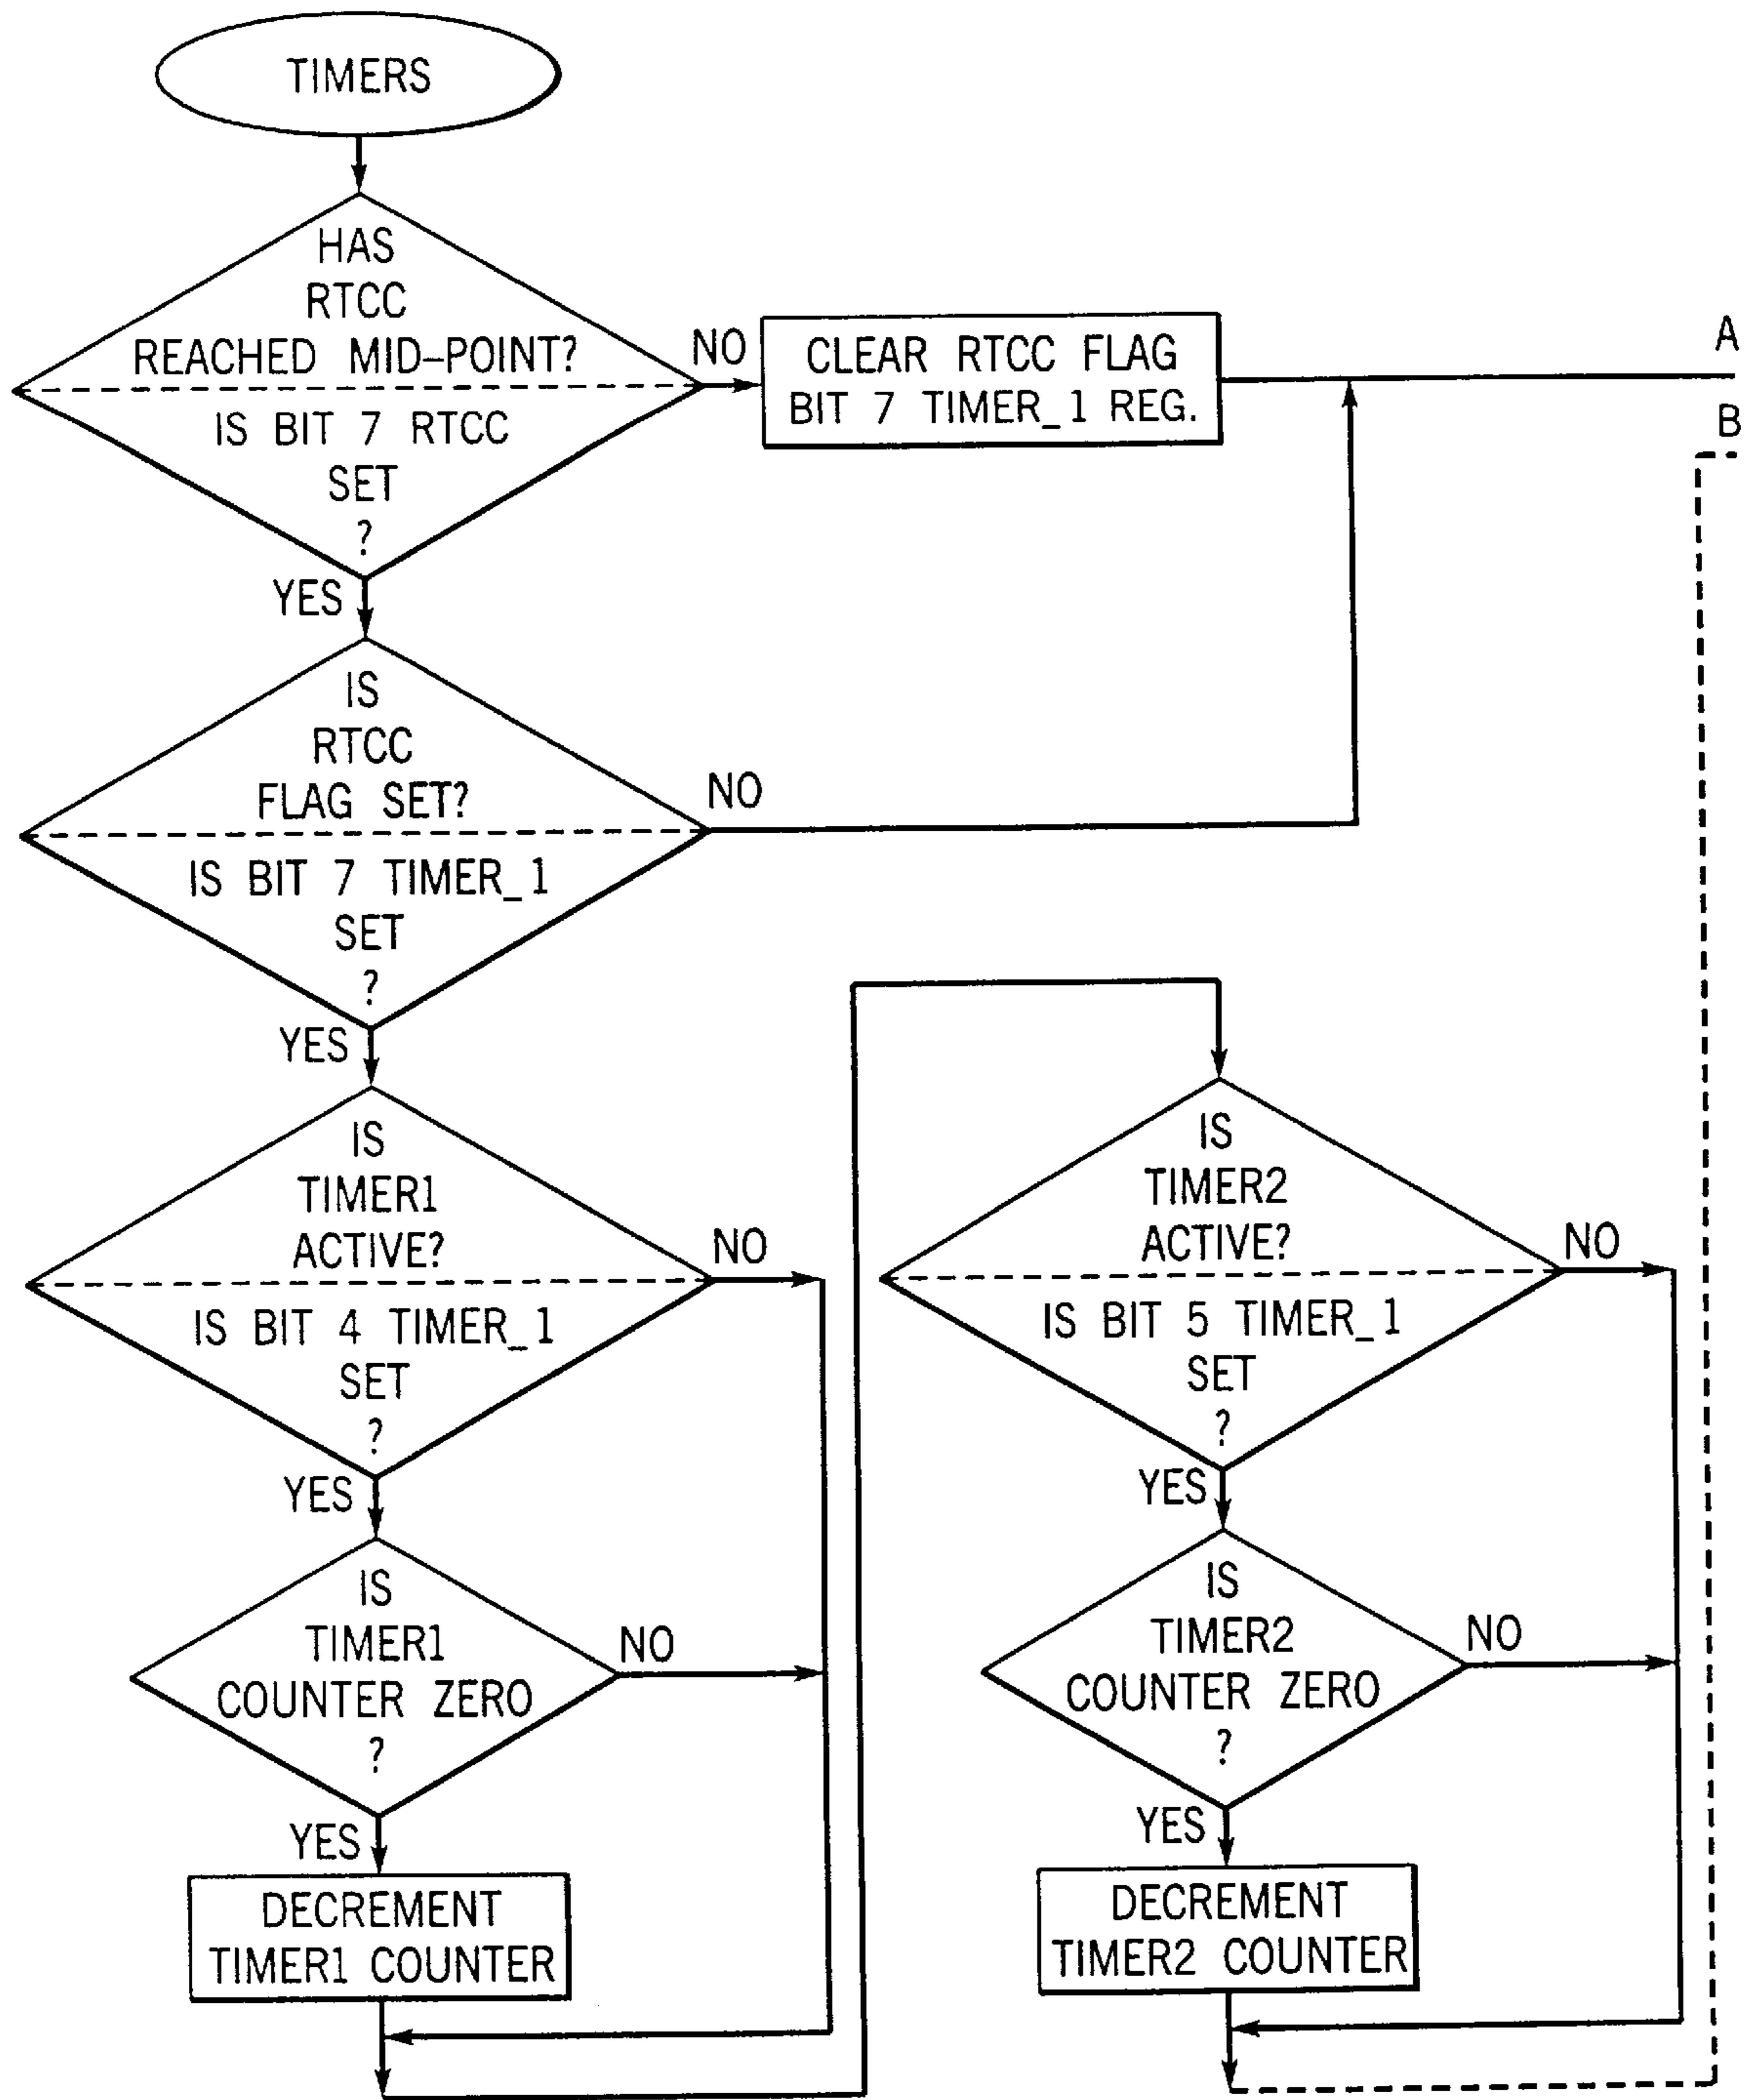 TIMERS
HAS
RTCC
REACHED MID-POINT?
IS BIT 7 RTCC
SET
?
NO
CLEAR RTCC FLAG
BIT 7 TIMER_1 REG.
A
B
YES
IS
RTCC
FLAG SET?
IS BIT 7 TIMER_1
SET
?
NO
YES
IS
TIMER1
ACTIVE?
IS BIT 4 TIMER_1
SET
?
NO
YES
IS
TIMER1
COUNTER ZERO
?
NO
YES
DECREMENT
TIMER1 COUNTER
IS
TIMER2
ACTIVE?
IS BIT 5 TIMER_1
SET
?
NO
YES
IS
TIMER2
COUNTER ZERO
?
NO
YES
DECREMENT
TIMER2 COUNTER